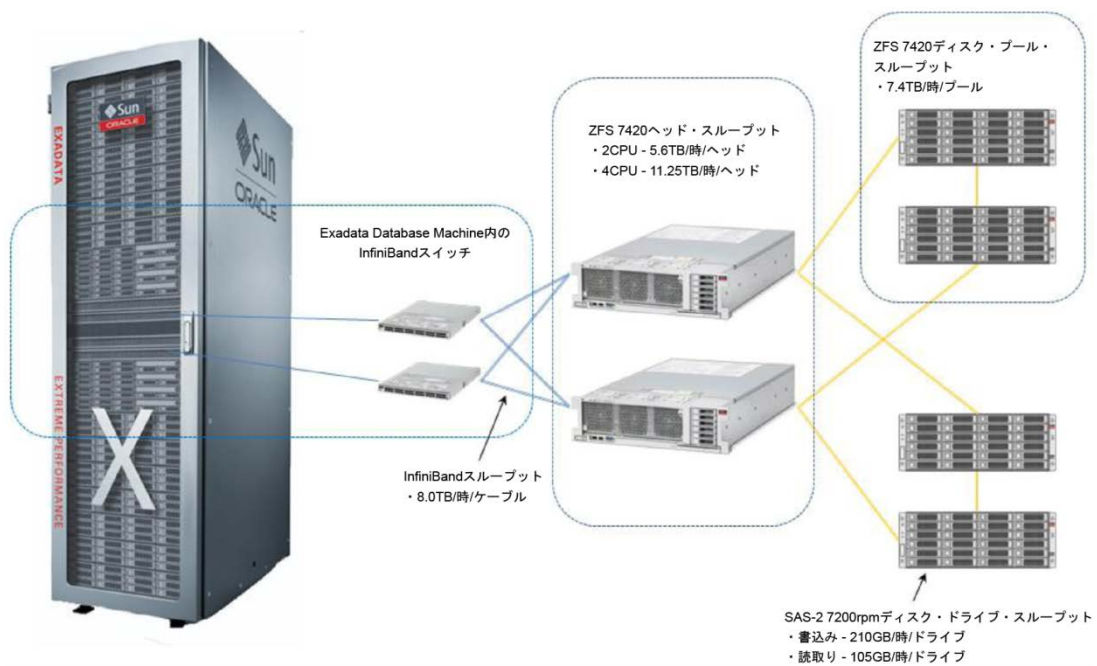 Sun
ORACLE
EXADATA
Sun
ORACLE
X
EXTREME PERFORMANCE
Exadata Database Machine内の
InfiniBandスイッチ
InfiniBandスループット
・8.0TB/時/ケーブル
ZFS 7420ヘッド・スループット
・2CPU - 5.6TB/時/ヘッド
・4CPU - 11.25TB/時/ヘッド
ZFS 7420ディスク・プール・
スループット
・7.4TB/時/プール
SAS-2 7200rpmディスク・ドライブ・スループット
・書込み - 210GB/時/ドライブ
・読取り - 105GB/時/ドライブ